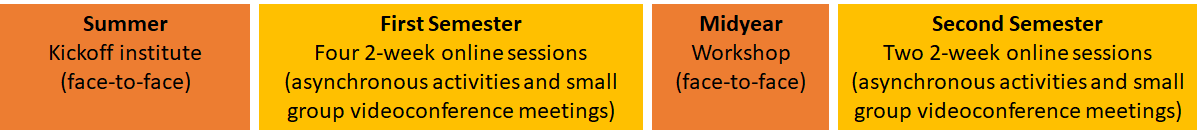 Summer
Kickoff institute
(face-to-face)
First Semester
Four 2-week online sessions
(asynchronous activities and small
group videoconference meetings)
Midyear
Workshop
(face-to-face)
Second Semester
Two 2-week online sessions
(asynchronous activities and small
group videoconference meetings)